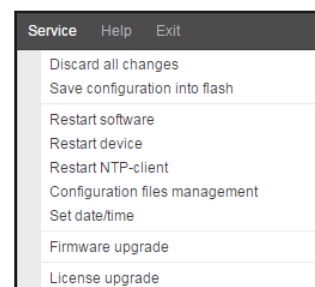 Service Help Exit
Discard all changes
Save configuration into flash
Restart software
Restart device
Restart NTP-client
Configuration files management
Set date/time
Firmware upgrade
License upgrade